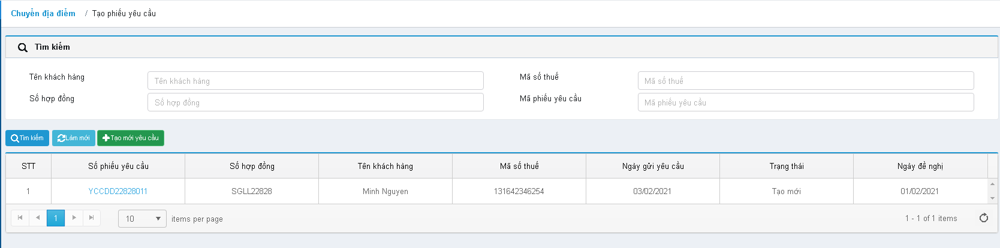 Chuyển địa điểm / Tạo phiếu yêu cầu
Tìm kiếm
Tên khách hàng Tên khách hàng Mã số thuế Mã số thuế
Số hợp đồng Số hợp đồng Mã phiếu yêu cầu Mã phiếu yêu cầu
Tìm kiếm Làm mới Tạo mới yêu cầu
STT Số phiếu yêu cầu Số hợp đồng Tên khách hàng Mã số thuế Ngày gửi yêu cầu Trạng thái Ngày đề nghị
1 YCCDD22828011 SGLL22828 Minh Nguyen 131642346254 03/02/2021 Tạo mới 01/02/2021
1 10 items per page 1 - 1 of 1 items